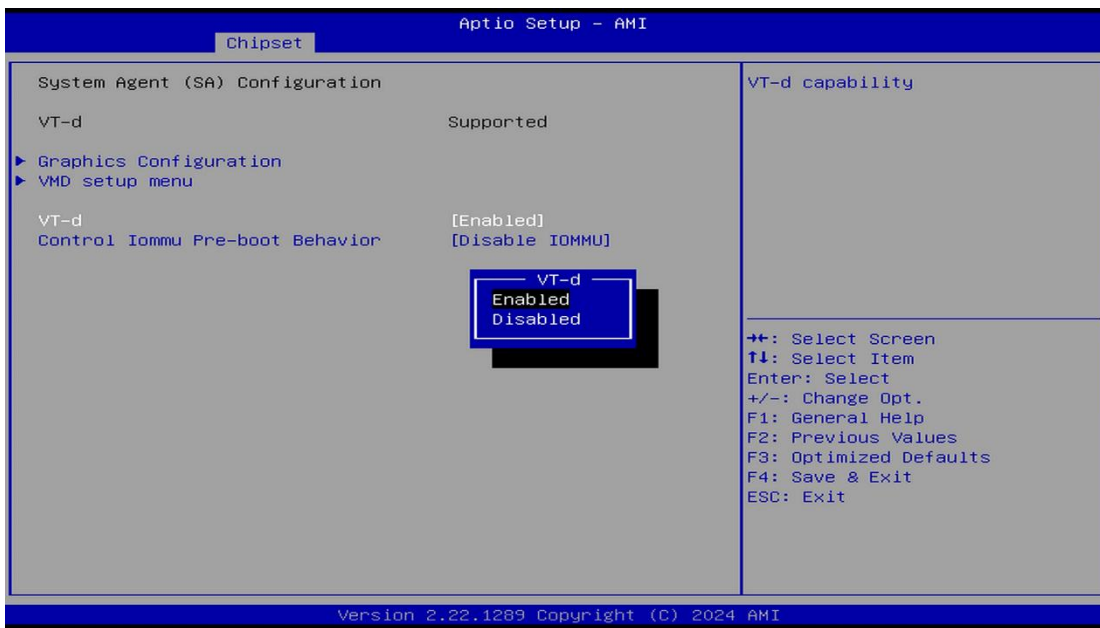 Aptio Setup – AMI
Chipset
System Agent (SA) Configuration
VT-d Supported
► Graphics Configuration
► VMD setup menu
VT-d [Enabled]
Control Iommu Pre-boot Behavior [Disable IOMMU]
VT-d
Enabled
Disabled
VT-d capability
→←: Select Screen
↑↓: Select Item
Enter: Select
+/-: Change Opt.
F1: General Help
F2: Previous Values
F3: Optimized Defaults
F4: Save & Exit
ESC: Exit
Version 2.22.1289 Copyright (C) 2024 AMI